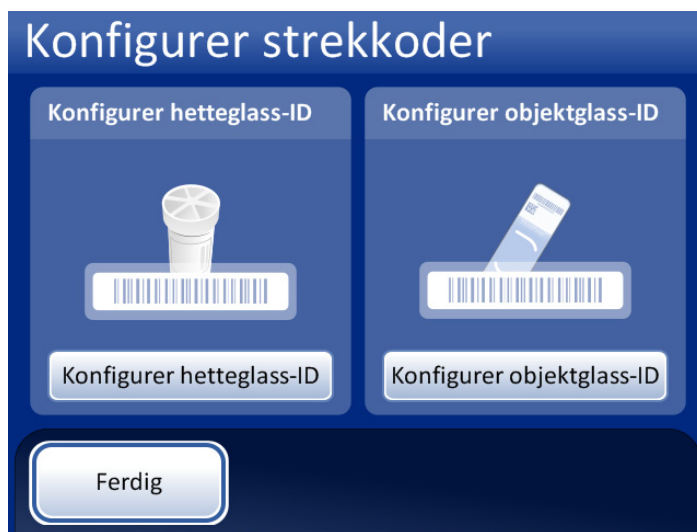 Konfigurer strekkoder
Konfigurer hetteglass-ID
Konfigurer objektglass-ID
Konfigurer hetteglass-ID
Konfigurer objektglass-ID
Ferdig